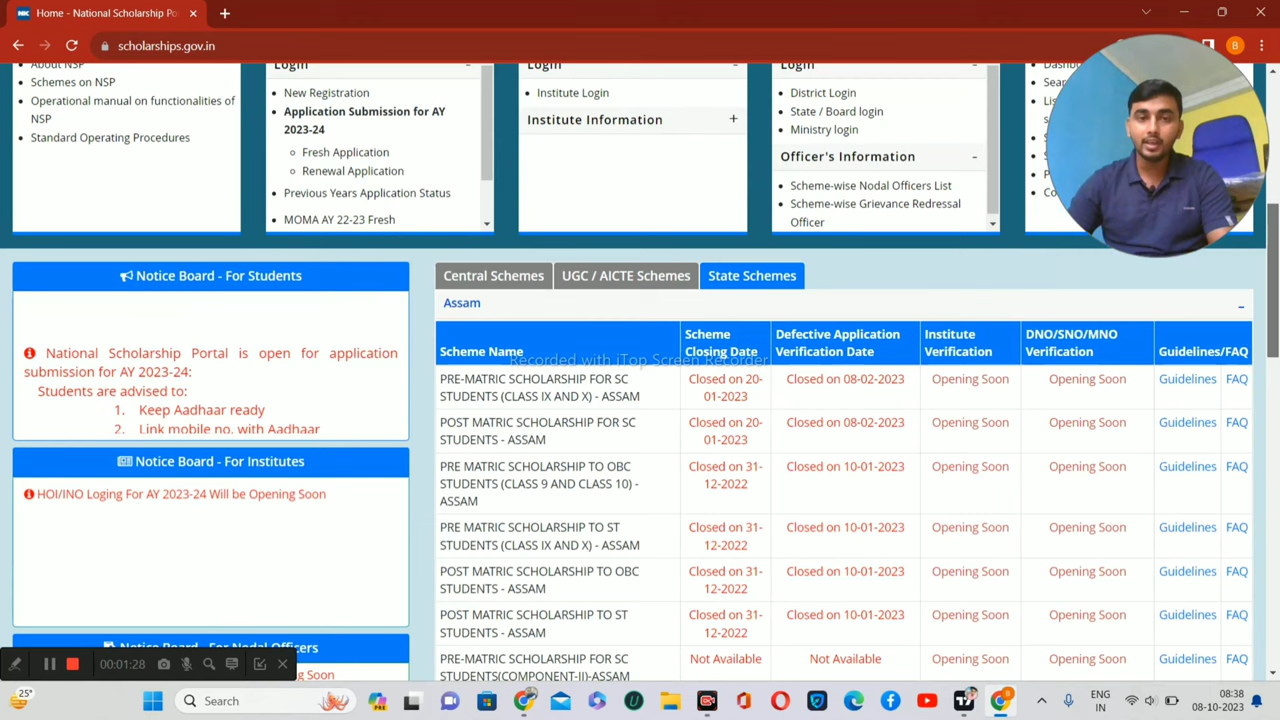 Home - National Scholarship Po
scholarships.gov.in
About NSP
Schemes on NSP
Operational manual on functionalities of
NSP
Standard Operating Procedures
Login
New Registration
Application Submission for AY
2023-24
Fresh Application
Renewal Application
Previous Years Application Status
MOMA AY 22-23 Fresh
Login
Institute Login
Institute Information +
Login
District Login
State / Board login
Ministry login
Officer's Information -
Scheme-wise Nodal Officers List
Scheme-wise Grievance Redressal
Officer
Notice Board - For Students
National Scholarship Portal is open for application
submission for AY 2023-24:
Students are advised to:
1. Keep Aadhaar ready
2. Link mobile no. with Aadhaar
Notice Board - For Institutes
HOI/INO Loging For AY 2023-24 Will be Opening Soon
Notice Board - For Nodal Officers
g Soon
Central Schemes UGC / AICTE Schemes State Schemes
Assam -
Scheme Name Scheme Closing Date Defective Application Verification Date Institute Verification DNO/SNO/MNO Verification Guidelines/FAQ
Recorded with iTop Screen Recorder
PRE-MATRIC SCHOLARSHIP FOR SC Closed on 20- Closed on 08-02-2023 Opening Soon Opening Soon Guidelines FAQ
STUDENTS (CLASS IX AND X) - ASSAM 01-2023
POST MATRIC SCHOLARSHIP FOR SC Closed on 20- Closed on 08-02-2023 Opening Soon Opening Soon Guidelines FAQ
STUDENTS - ASSAM 01-2023
PRE MATRIC SCHOLARSHIP TO OBC Closed on 31- Closed on 10-01-2023 Opening Soon Opening Soon Guidelines FAQ
STUDENTS (CLASS 9 AND CLASS 10) - 12-2022
ASSAM
PRE MATRIC SCHOLARSHIP TO ST Closed on 31- Closed on 10-01-2023 Opening Soon Opening Soon Guidelines FAQ
STUDENTS (CLASS IX AND X) - ASSAM 12-2022
POST MATRIC SCHOLARSHIP TO OBC Closed on 31- Closed on 10-01-2023 Opening Soon Opening Soon Guidelines FAQ
STUDENTS - ASSAM 12-2022
POST MATRIC SCHOLARSHIP TO ST Closed on 31- Closed on 10-01-2023 Opening Soon Opening Soon Guidelines FAQ
STUDENTS - ASSAM 12-2022
PRE-MATRIC SCHOLARSHIP FOR SC Not Available Not Available Opening Soon Opening Soon Guidelines FAQ
STUDENTS(COMPONENT-II)-ASSAM
00:01:28
25°
Search
ENG
IN
08:38
08-10-2023